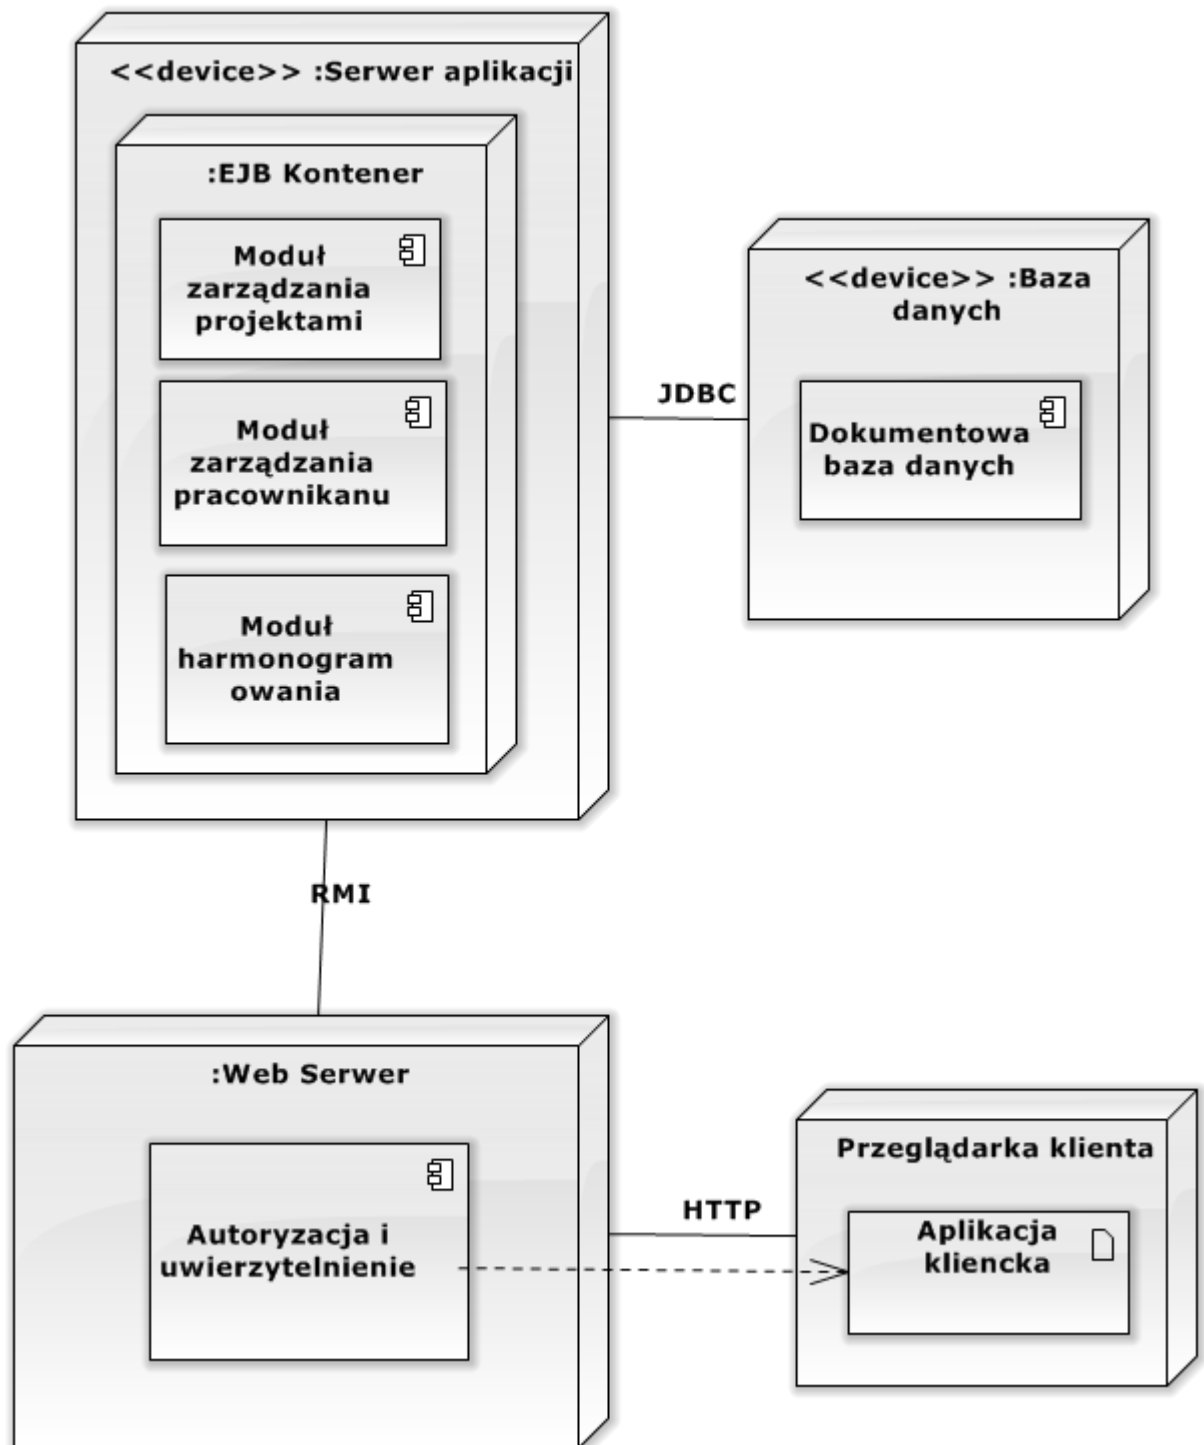 <<device>> :Serwer aplikacji
:EJB Kontener
Moduł
zarządzania
projektami
Moduł
zarządzania
pracownikanu
Moduł
harmonogram
owania
JDBC
<<device>> :Baza
danych
Dokumentowa
baza danych
RMI
:Web Serwer
Autoryzacja i
uwierzytelnienie
HTTP
Przeglądarka klienta
Aplikacja
kliencka